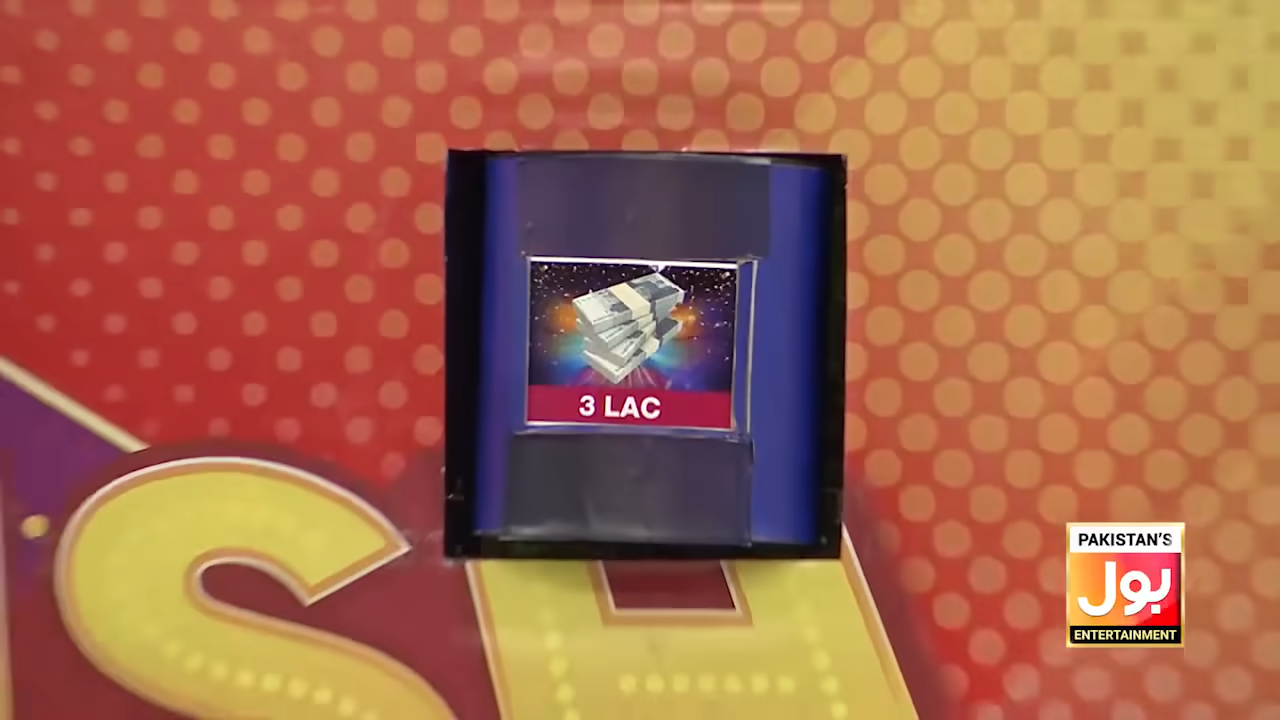 3 LAC
S
PAKISTAN'S
بول
ENTERTAINMENT